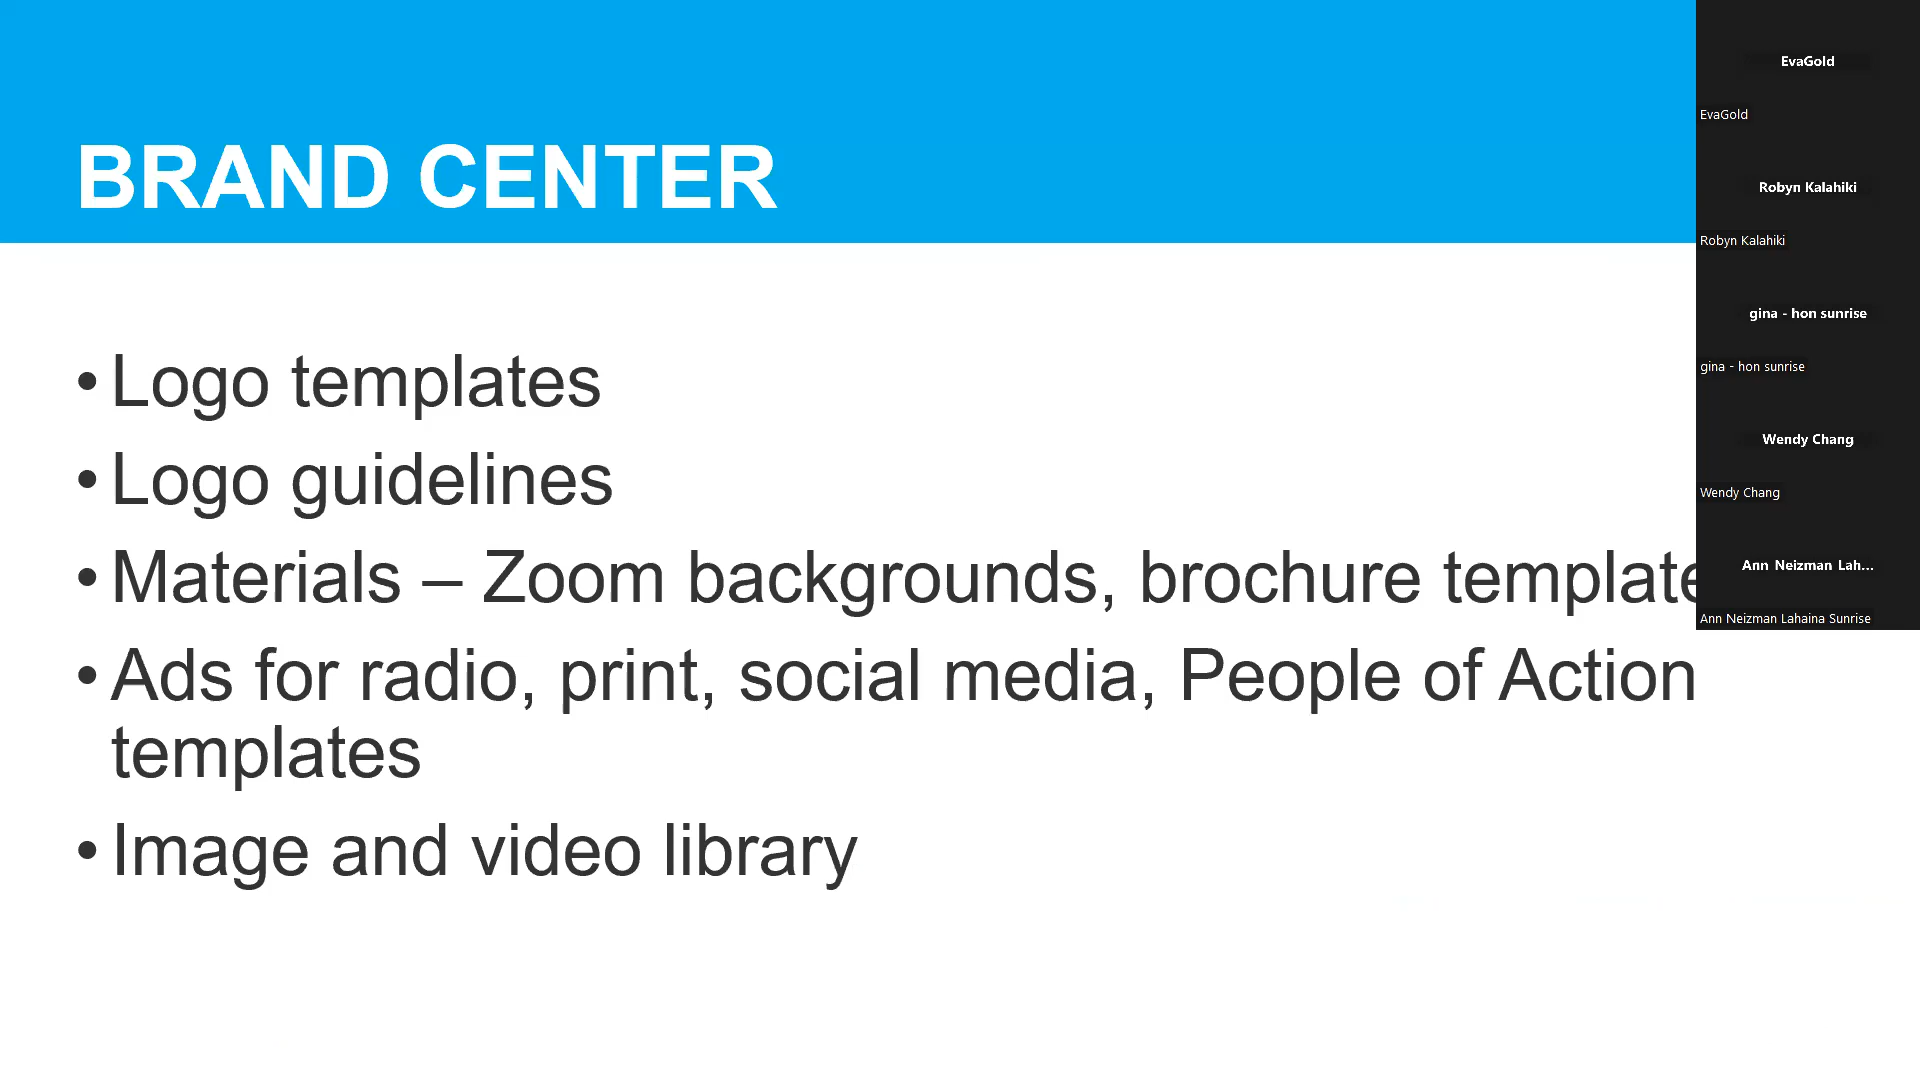 BRAND CENTER
• Logo templates
• Logo guidelines
• Materials – Zoom backgrounds, brochure
• Ads for radio, print, social media, People of Action
templates
• Image and video library
EvaGold
EvaGold
Robyn Kalahiki
Robyn Kalahiki
gina - hon sunrise
gina - hon sunrise
Wendy Chang
Wendy Chang
Ann Neizman Lah...
Ann Neizman Lahaina Sunrise